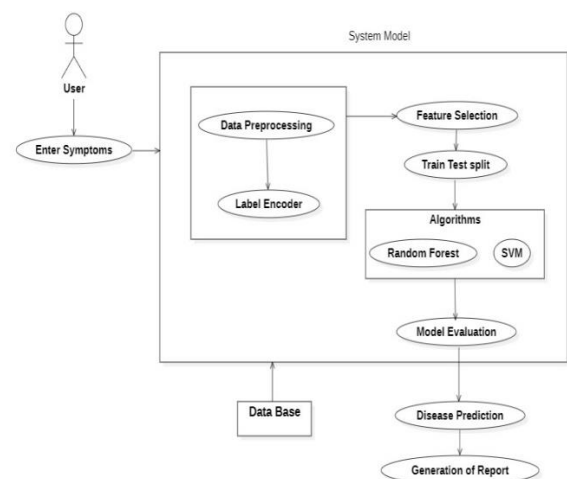 System Model
User
Enter Symptoms
Data Preprocessing
Label Encoder
Feature Selection
Train Test split
Algorithms
Random Forest
SVM
Model Evaluation
Data Base
Disease Prediction
Generation of Report